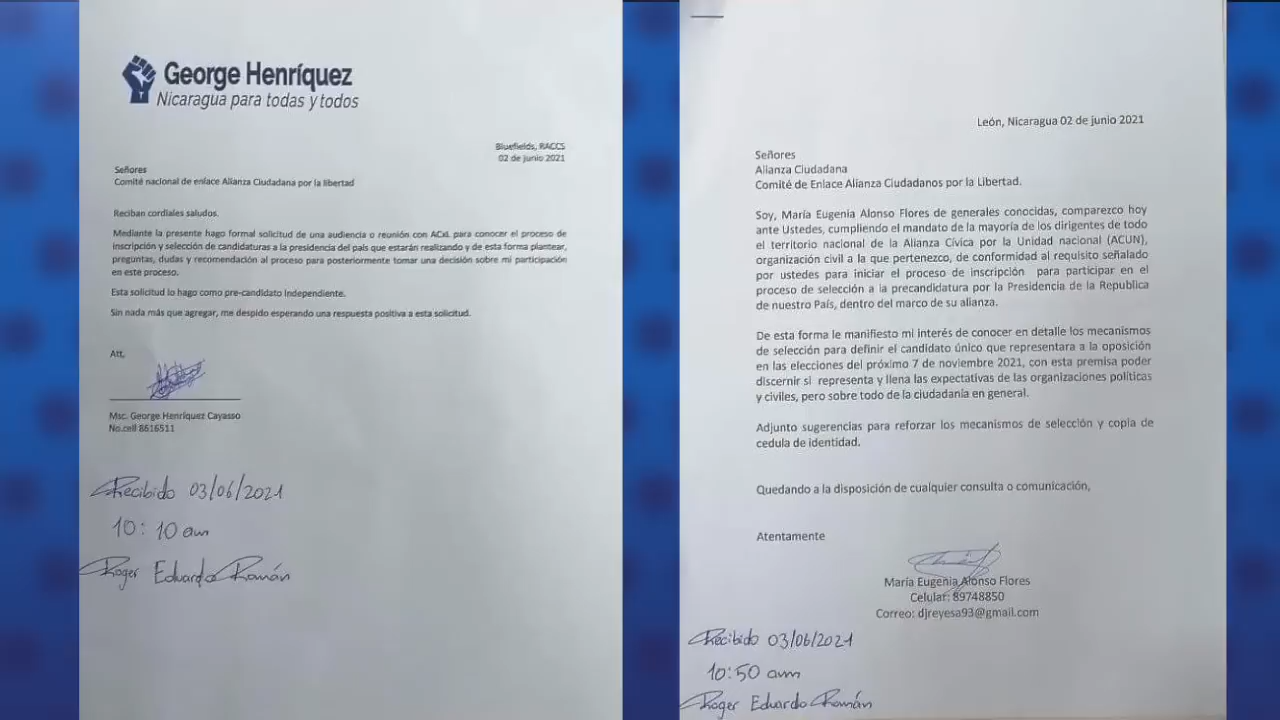 George Henríquez
Nicaragua para todas y todos
Bluefields, RACCS
02 de junio 2021
Señores
Comité nacional de enlace Alianza Ciudadana por la libertad
Reciban cordiales saludos.
Mediante la presente hago formal solicitud de una audiencia o reunión con ACxL para conocer el proceso de
inscripción y selección de candidaturas a la presidencia del país que estarán realizando y de esta forma plantear,
preguntas, dudas y recomendación al proceso para posteriormente tomar una decisión sobre mi participación
en este proceso.
Esta solicitud lo hago como pre-candidato Independiente.
Sin nada más que agregar, me despido esperando una respuesta positiva a esta solicitud.
Att,
Msc. George Henríquez Cayasso
No.cell 8616511
Recibido 03/06/2021
10:10 am
Roger Eduardo Román
León, Nicaragua 02 de junio 2021
Señores
Alianza Ciudadana
Comité de Enlace Alianza Ciudadanos por la Libertad.
Soy, María Eugenia Alonso Flores de generales conocidas, comparezco hoy
ante Ustedes, cumpliendo el mandato de la mayoría de los dirigentes de todo
el territorio nacional de la Alianza Cívica por la Unidad nacional (ACUN),
organización civil a la que pertenezco, de conformidad al requisito señalado
por ustedes para iniciar el proceso de inscripción para participar en el
proceso de selección a la precandidatura por la Presidencia de la Republica
de nuestro País, dentro del marco de su alianza.
De esta forma le manifiesto mi interés de conocer en detalle los mecanismos
de selección para definir el candidato único que representara a la oposición
en las elecciones del próximo 7 de noviembre 2021, con esta premisa poder
discernir si representa y llena las expectativas de las organizaciones políticas
y civiles, pero sobre todo de la ciudadanía en general.
Adjunto sugerencias para reforzar los mecanismos de selección y copia de
cedula de identidad.
Quedando a la disposición de cualquier consulta o comunicación,
Atentamente
María Eugenia Alonso Flores
Celular: 89748850
Correo: djreyesa93@gmail.com
Recibido 03/06/2021
10:50 am
Roger Eduardo Román